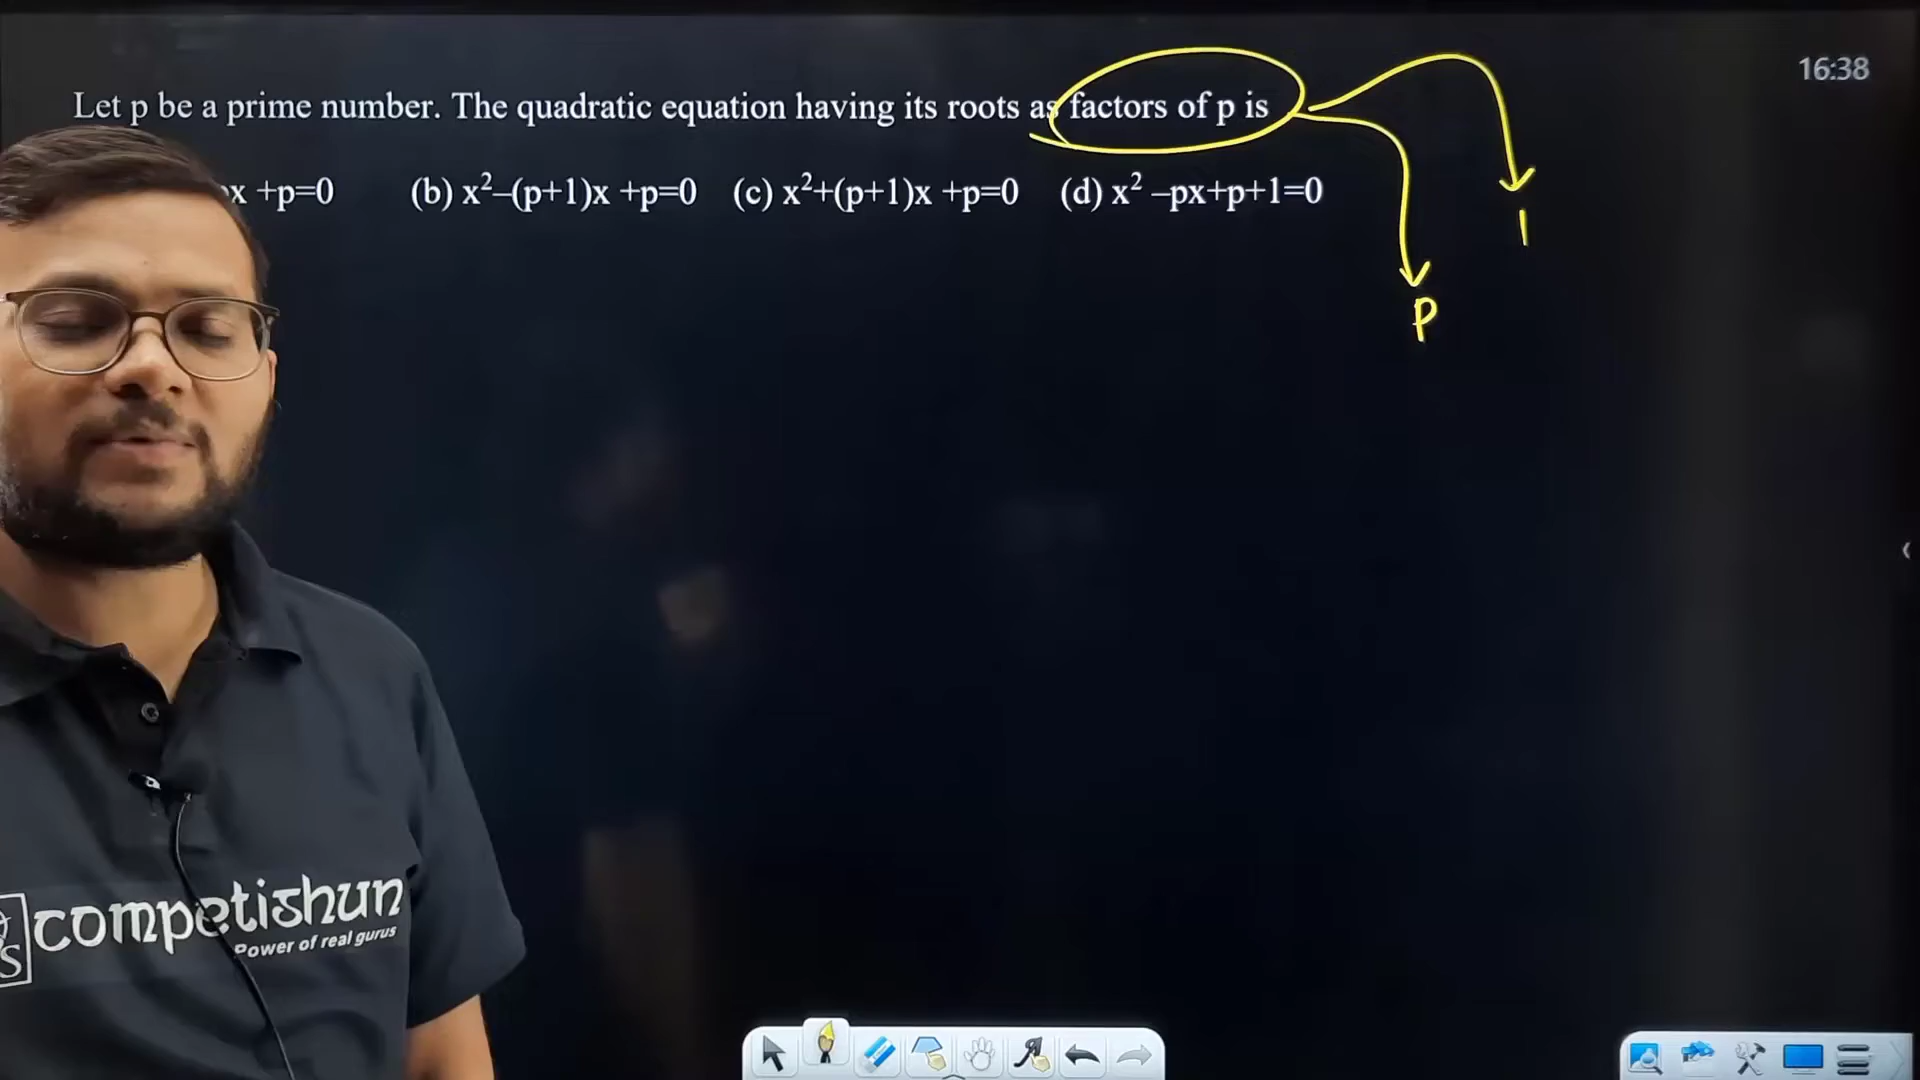 16:38
Let p be a prime number. The quadratic equation having its roots as factors of p is
x +p=0 (b) x²–(p+1)x +p=0 (c) x²+(p+1)x +p=0 (d) x² –px+p+1=0
1
P
competishun
Power of real gurus
S